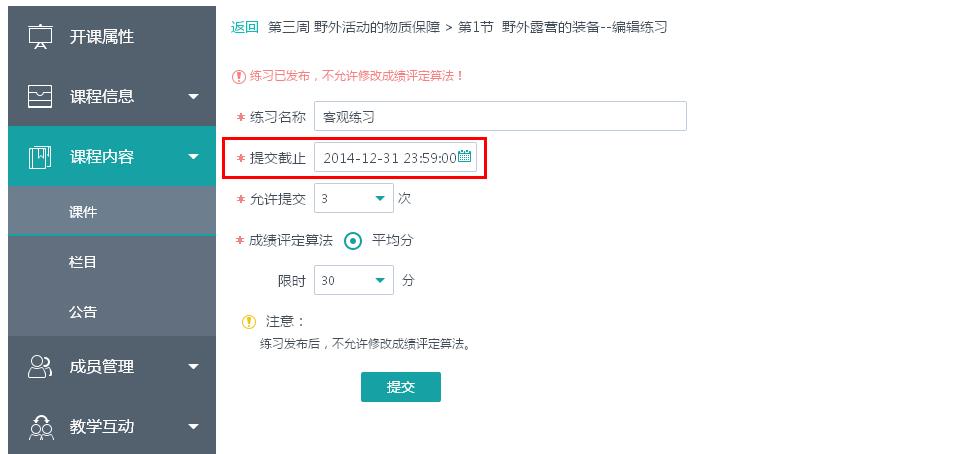 开课属性
课程信息
课程内容
课件
栏目
公告
成员管理
教学互动
返回 第三周 野外活动的物质保障 > 第1节 野外露营的装备--编辑练习
练习已发布，不允许修改成绩评定算法！
* 练习名称 客观练习
* 提交截止 2014-12-31 23:59:00
* 允许提交 3 次
* 成绩评定算法 平均分
限时 30 分
注意：
练习发布后，不允许修改成绩评定算法。
提交